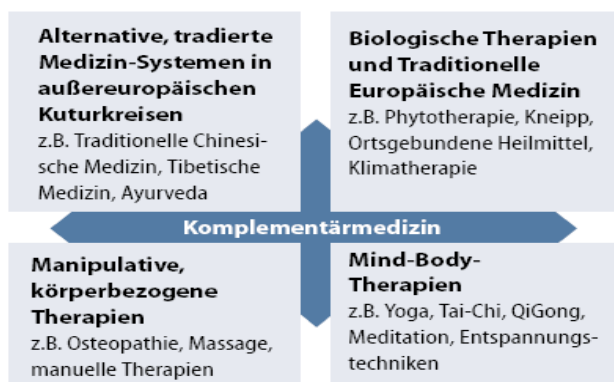 Alternative, tradierte
Medizin-Systemen in
außereuropäischen
Kuturkreisen
z.B. Traditionelle Chinesi-
sche Medizin, Tibetische
Medizin, Ayurveda
Biologische Therapien
und Traditionelle
Europäische Medizin
z.B. Phytotherapie, Kneipp,
Ortsgebundene Heilmittel,
Klimatherapie
Komplementärmedizin
Manipulative,
körperbezogene
Therapien
z.B. Osteopathie, Massage,
manuelle Therapien
Mind-Body-
Therapien
z.B. Yoga, Tai-Chi, QiGong,
Meditation, Entspannungs-
techniken